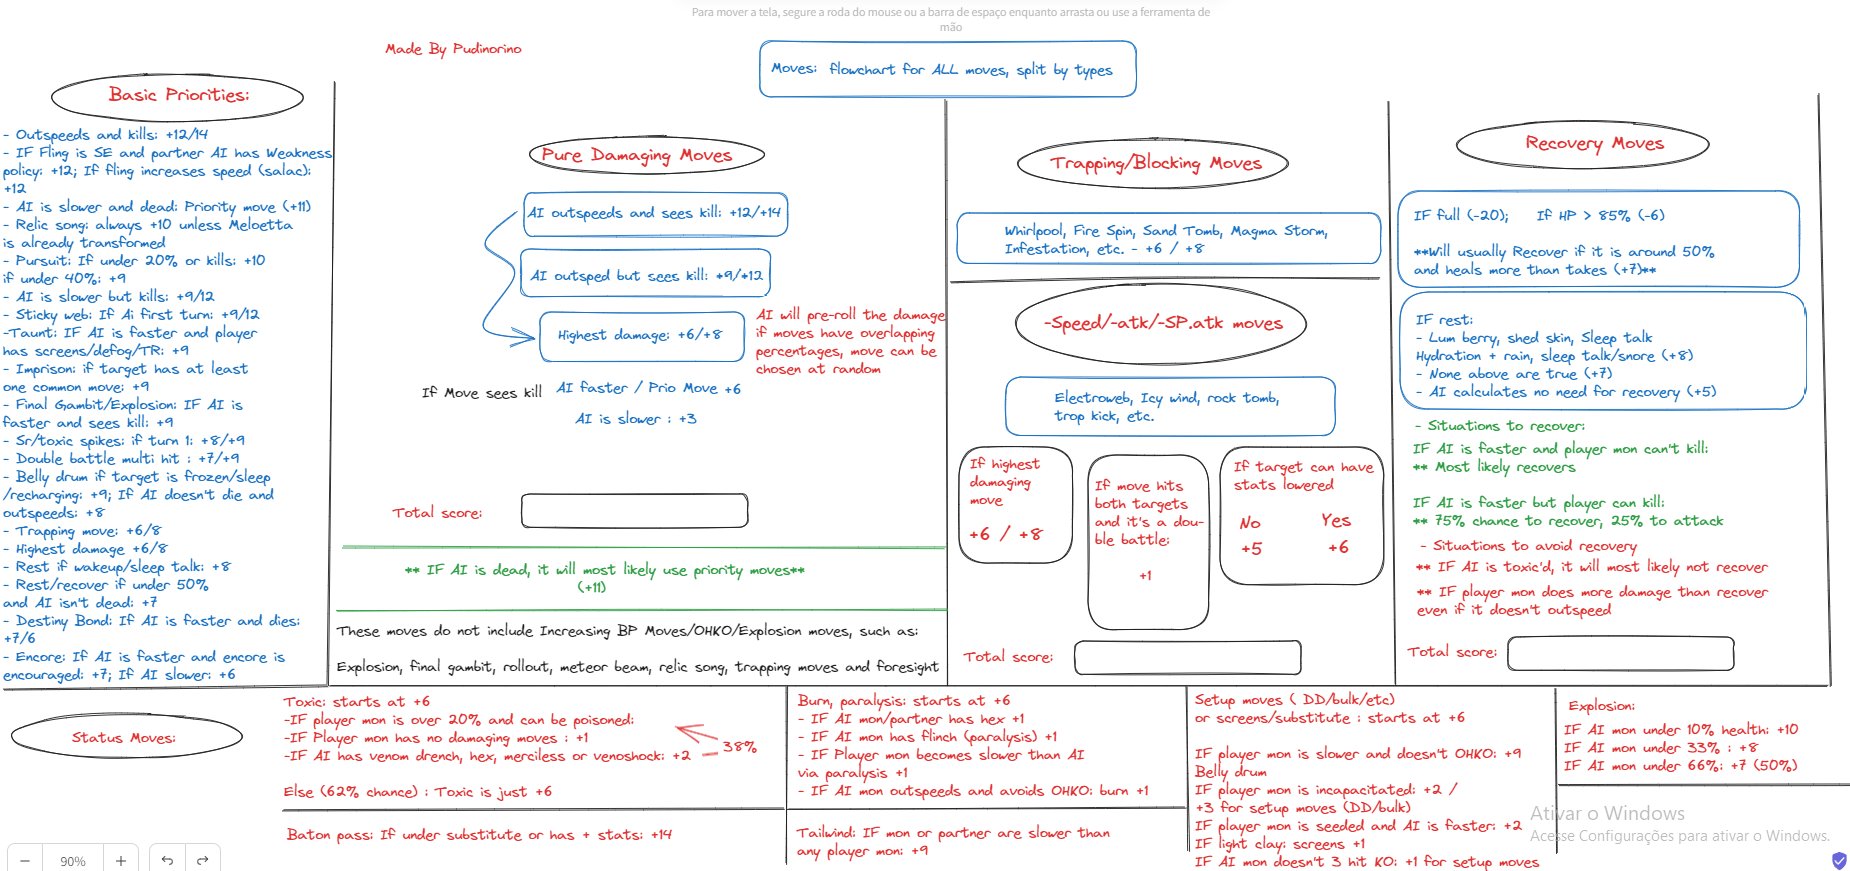 Para mover a tela, segure a roda do mouse ou a barra de espaço enquanto arrasta ou use a ferramenta de
mão
Made By Pudinorino
Moves: flowchart for ALL moves, split by types
Basic Priorities:
- Outspeeds and kills: +12/14
- IF Fling is SE and partner AI has Weakness
policy: +12; If fling increases speed (salac):
+12
- AI is slower and dead: Priority move (+11)
- Relic song: always +10 unless Meloetta
is already transformed
- Pursuit: If under 20% or kills: +10
if under 40%: +9
- AI is slower but kills: +9/12
- Sticky web: If Ai first turn: +9/12
-Taunt: IF AI is faster and player
has screens/defog/TR: +9
- Imprison: if target has at least
one common move: +9
- Final Gambit/Explosion: IF AI is
faster and sees kill: +9
- Sr/toxic spikes: if turn 1: +8/+9
- Double battle multi hit : +7/+9
- Belly drum if target is frozen/sleep
/recharging: +9; If AI doesn't die and
outspeeds: +8
- Trapping move: +6/8
- Highest damage +6/8
- Rest if wakeup/sleep talk: +8
- Rest/recover if under 50%
and AI isn't dead: +7
- Destiny Bond: If AI is faster and dies:
+7/6
- Encore: If AI is faster and encore is
encouraged: +7; If AI slower: +6
Pure Damaging Moves
AI outspeeds and sees kill: +12/+14
AI outsped but sees kill: +9/+12
Highest damage: +6/+8
AI will pre-roll the damage
if moves have overlapping
percentages, move can be
chosen at random
If Move sees kill
AI faster / Prio Move +6
AI is slower : +3
Total score:
** IF AI is dead, it will most likely use priority moves**
(+11)
These moves do not include Increasing BP Moves/OHKO/Explosion moves, such as:
Explosion, final gambit, rollout, meteor beam, relic song, trapping moves and foresight
Trapping/Blocking Moves
Whirlpool, Fire Spin, Sand Tomb, Magma Storm,
Infestation, etc. - +6 / +8
-Speed/-atk/-SP.atk moves
Electroweb, Icy wind, rock tomb,
trop kick, etc.
If highest
damaging
move
+6 / +8
If move hits
both targets
and it's a dou-
ble battle:
+1
If target can have
stats lowered
No Yes
+5 +6
Total score:
Recovery Moves
IF full (-20); If HP > 85% (-6)
**Will usually Recover if it is around 50%
and heals more than takes (+7)**
IF rest:
- Lum berry, shed skin, Sleep talk
Hydration + rain, sleep talk/snore (+8)
- None above are true (+7)
- AI calculates no need for recovery (+5)
- Situations to recover:
IF AI is faster and player mon can't kill:
** Most likely recovers
IF AI is faster but player can kill:
** 75% chance to recover, 25% to attack
- Situations to avoid recovery
** IF AI is toxic'd, it will most likely not recover
** IF player mon does more damage than recover
even if it doesn't outspeed
Total score:
Status Moves:
Toxic: starts at +6
-IF player mon is over 20% and can be poisoned:
-IF Player mon has no damaging moves : +1
-IF AI has venom drench, hex, merciless or venoshock: +2
38%
Else (62% chance) : Toxic is just +6
Baton pass: If under substitute or has + stats: +14
Burn, paralysis: starts at +6
- IF AI mon/partner has hex +1
- IF AI mon has flinch (paralysis) +1
- IF Player mon becomes slower than AI
via paralysis +1
- IF AI mon outspeeds and avoids OHKO: burn +1
Tailwind: IF mon or partner are slower than
any player mon: +9
Setup moves ( DD/bulk/etc)
or screens/substitute : starts at +6
IF player mon is slower and doesn't OHKO: +9
Belly drum
IF player mon is incapacitated: +2 /
+3 for setup moves (DD/bulk)
IF player mon is seeded and AI is faster: +2
IF light clay: screens +1
IF AI mon doesn't 3 hit KO: +1 for setup moves
Explosion:
IF AI mon under 10% health: +10
IF AI mon under 33% : +8
IF AI mon under 66%: +7 (50%)
Ativar o Windows
Acesse Configurações para ativar o Windows.
90%